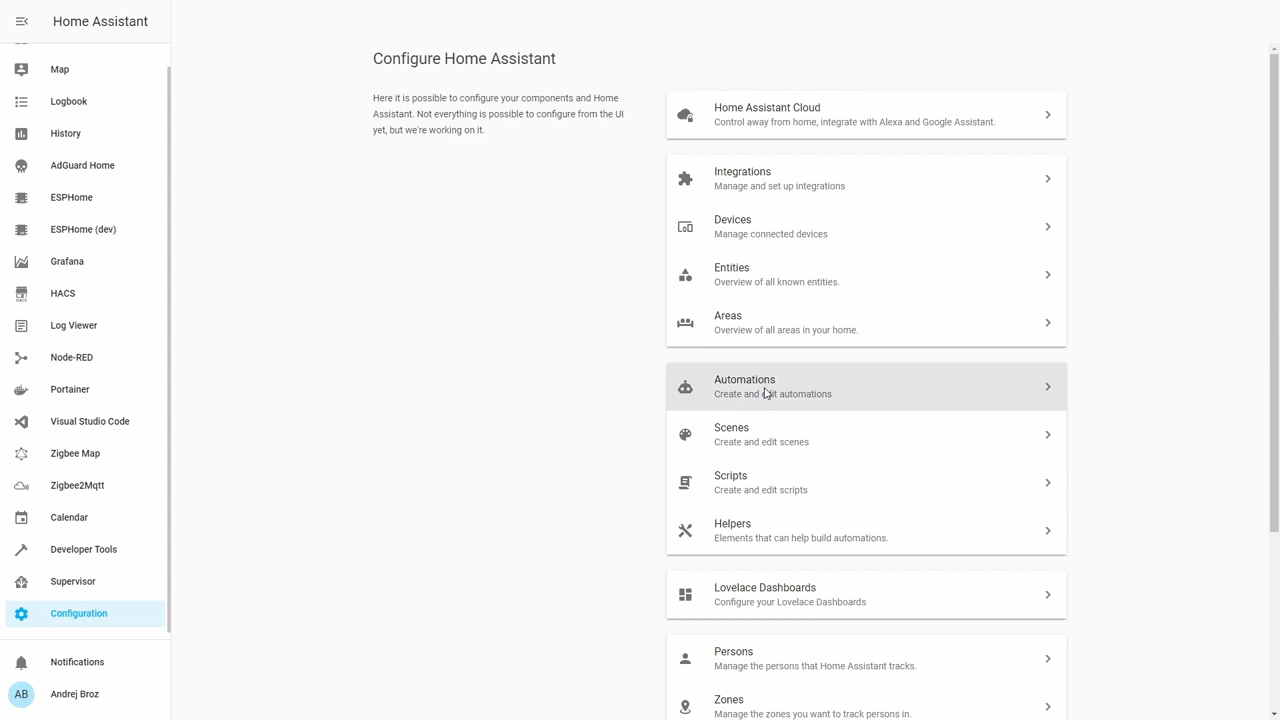 Home Assistant
Map
Logbook
History
AdGuard Home
ESPHome
ESPHome (dev)
Grafana
HACS
HACS
Log Viewer
Node-RED
Portainer
Visual Studio Code
Zigbee Map
Zigbee2Mqtt
Calendar
Developer Tools
Supervisor
Configuration
Notifications
AB
Andrej Broz
Configure Home Assistant
Here it is possible to configure your components and Home
Assistant. Not everything is possible to configure from the UI
yet, but we're working on it.
Home Assistant Cloud
Control away from home, integrate with Alexa and Google Assistant.
Integrations
Manage and set up integrations
Devices
Manage connected devices
Entities
Overview of all known entities.
Areas
Overview of all areas in your home.
Automations
Create and edit automations
Scenes
Create and edit scenes
Scripts
Create and edit scripts
Helpers
Elements that can help build automations.
Lovelace Dashboards
Configure your Lovelace Dashboards
Persons
Manage the persons that Home Assistant tracks.
Zones
Manage the zones you want to track persons in.